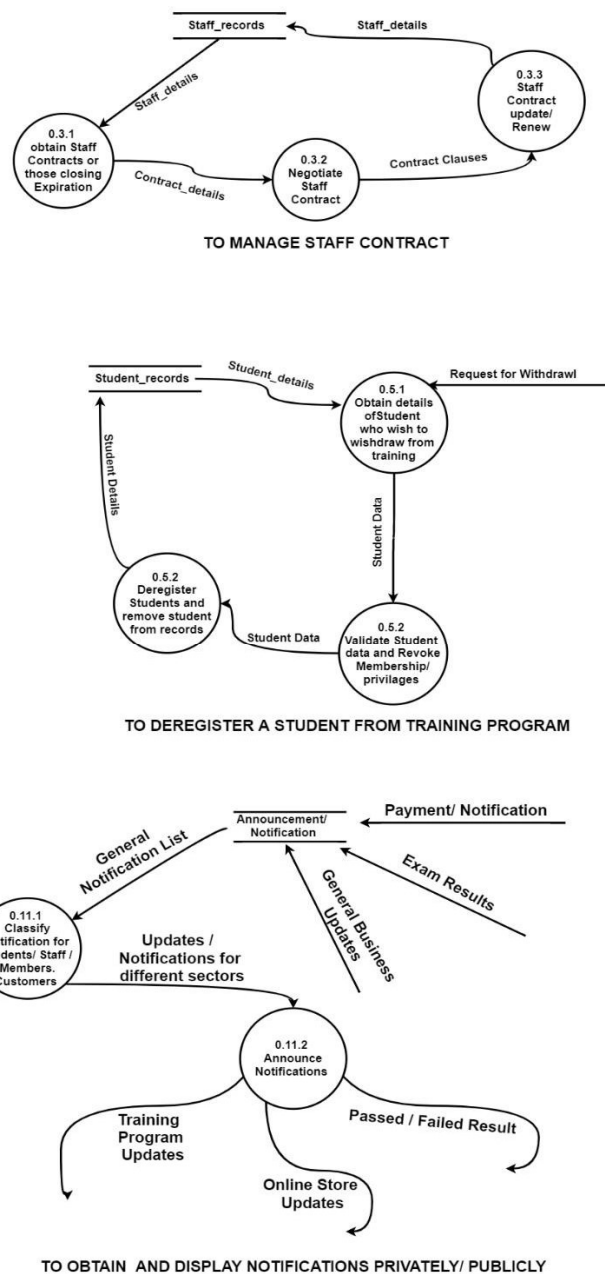 Staff_records
Staff_details
Staff_details
0.3.3
Staff
Contract
update/
Renew
0.3.1
obtain Staff
Contracts or
those closing
Expiration
Contract_details
0.3.2
Negotiate
Staff
Contract
Contract Clauses
TO MANAGE STAFF CONTRACT
Student_records
Student_details
Request for Withdrawl
0.5.1
Obtain details
ofStudent
who wish to
wishdraw from
training
Student Details
Student Data
0.5.2
Deregister
Students and
remove student
from records
Student Data
0.5.2
Validate Student
data and Revoke
Membership/
privilages
TO DEREGISTER A STUDENT FROM TRAINING PROGRAM
Announcement/
Notification
Payment/ Notification
General
Notification List
Exam Results
General Business
Updates
0.11.1
Classify
tification for
dents/ Staff /
Members.
Customers
Updates /
Notifications for
different sectors
0.11.2
Announce
Notifications
Training
Program
Updates
Online Store
Updates
Passed / Failed Result
TO OBTAIN AND DISPLAY NOTIFICATIONS PRIVATELY/ PUBLICLY